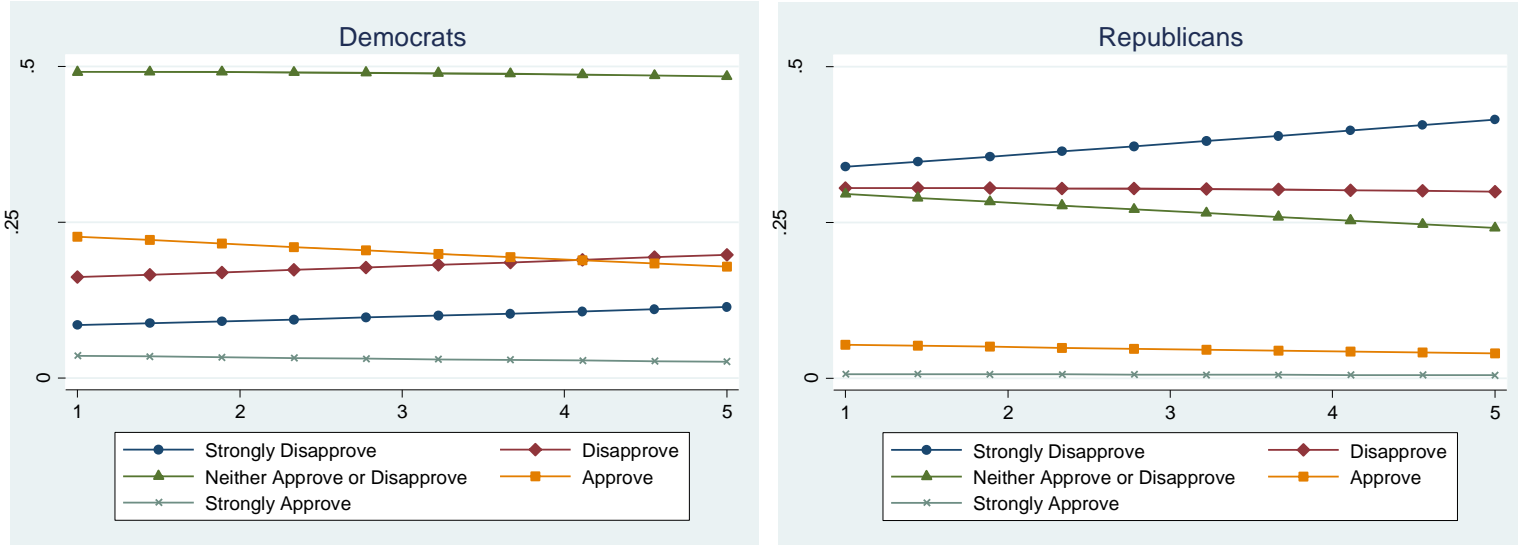 Democrats
.5
.25
0
1 2 3 4 5
Strongly Disapprove Disapprove
Neither Approve or Disapprove Approve
Strongly Approve
Republicans
.5
.25
0
1 2 3 4 5
Strongly Disapprove Disapprove
Neither Approve or Disapprove Approve
Strongly Approve